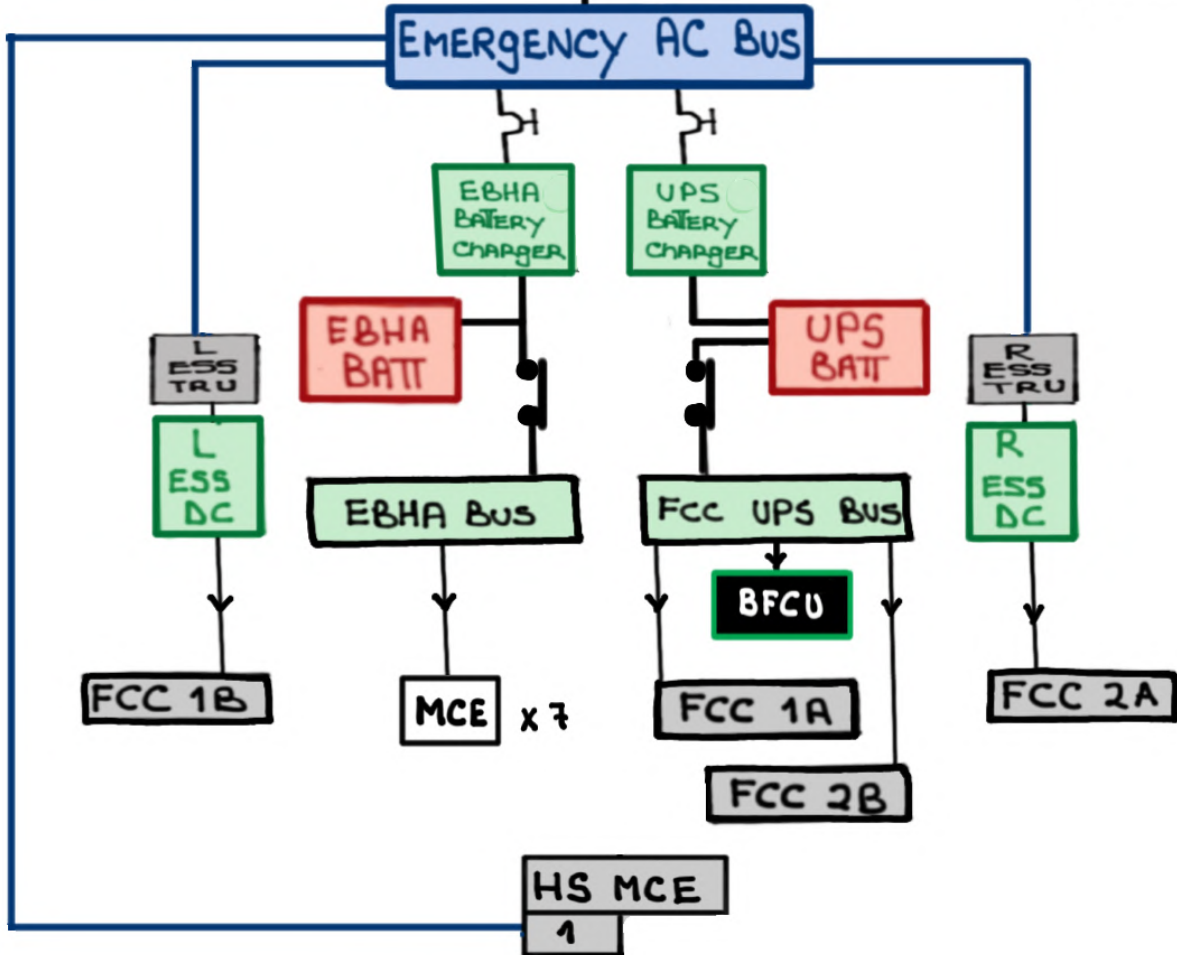 EMERgENCY AC BUS
EBHA
BATTERY
CHARgER
UPS
BATTERY
CHARgER
EBHA
BATT
UPS
BATT
L
ESS
TRU
R
ESS
TRU
L
ESS
DC
R
ESS
DC
EBHA BUS
FCC UPS BUS
BFCU
FCC 1B
MCE x 7
FCC 1A
FCC 2A
FCC 2B
HS MCE
1